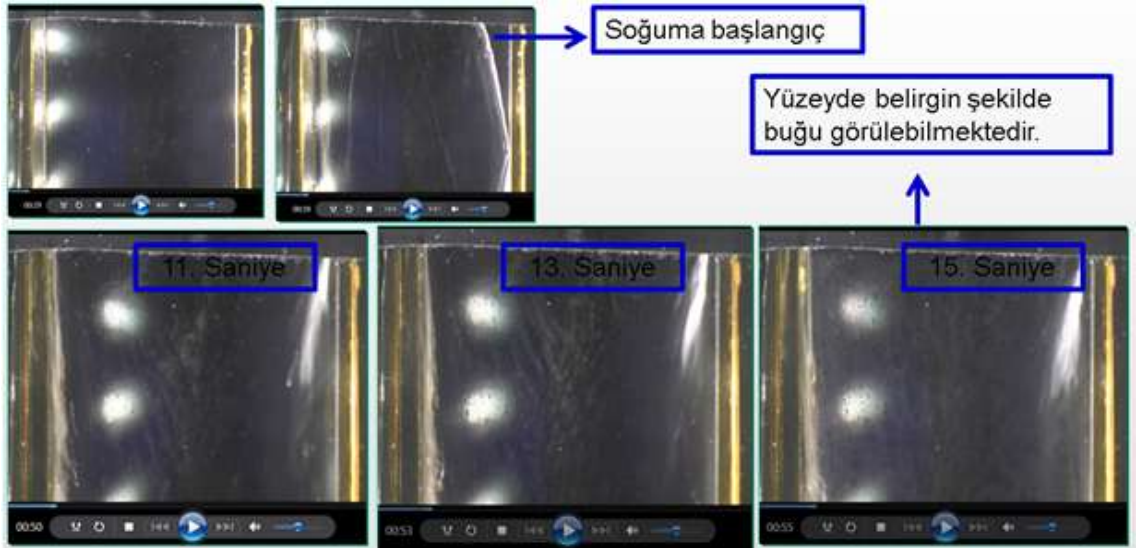 Soğuma başlangıç
Yüzeyde belirgin şekilde
buğu görülebilmektedir.
11. Saniye
13. Saniye
15. Saniye
00:50
00:53
00:55